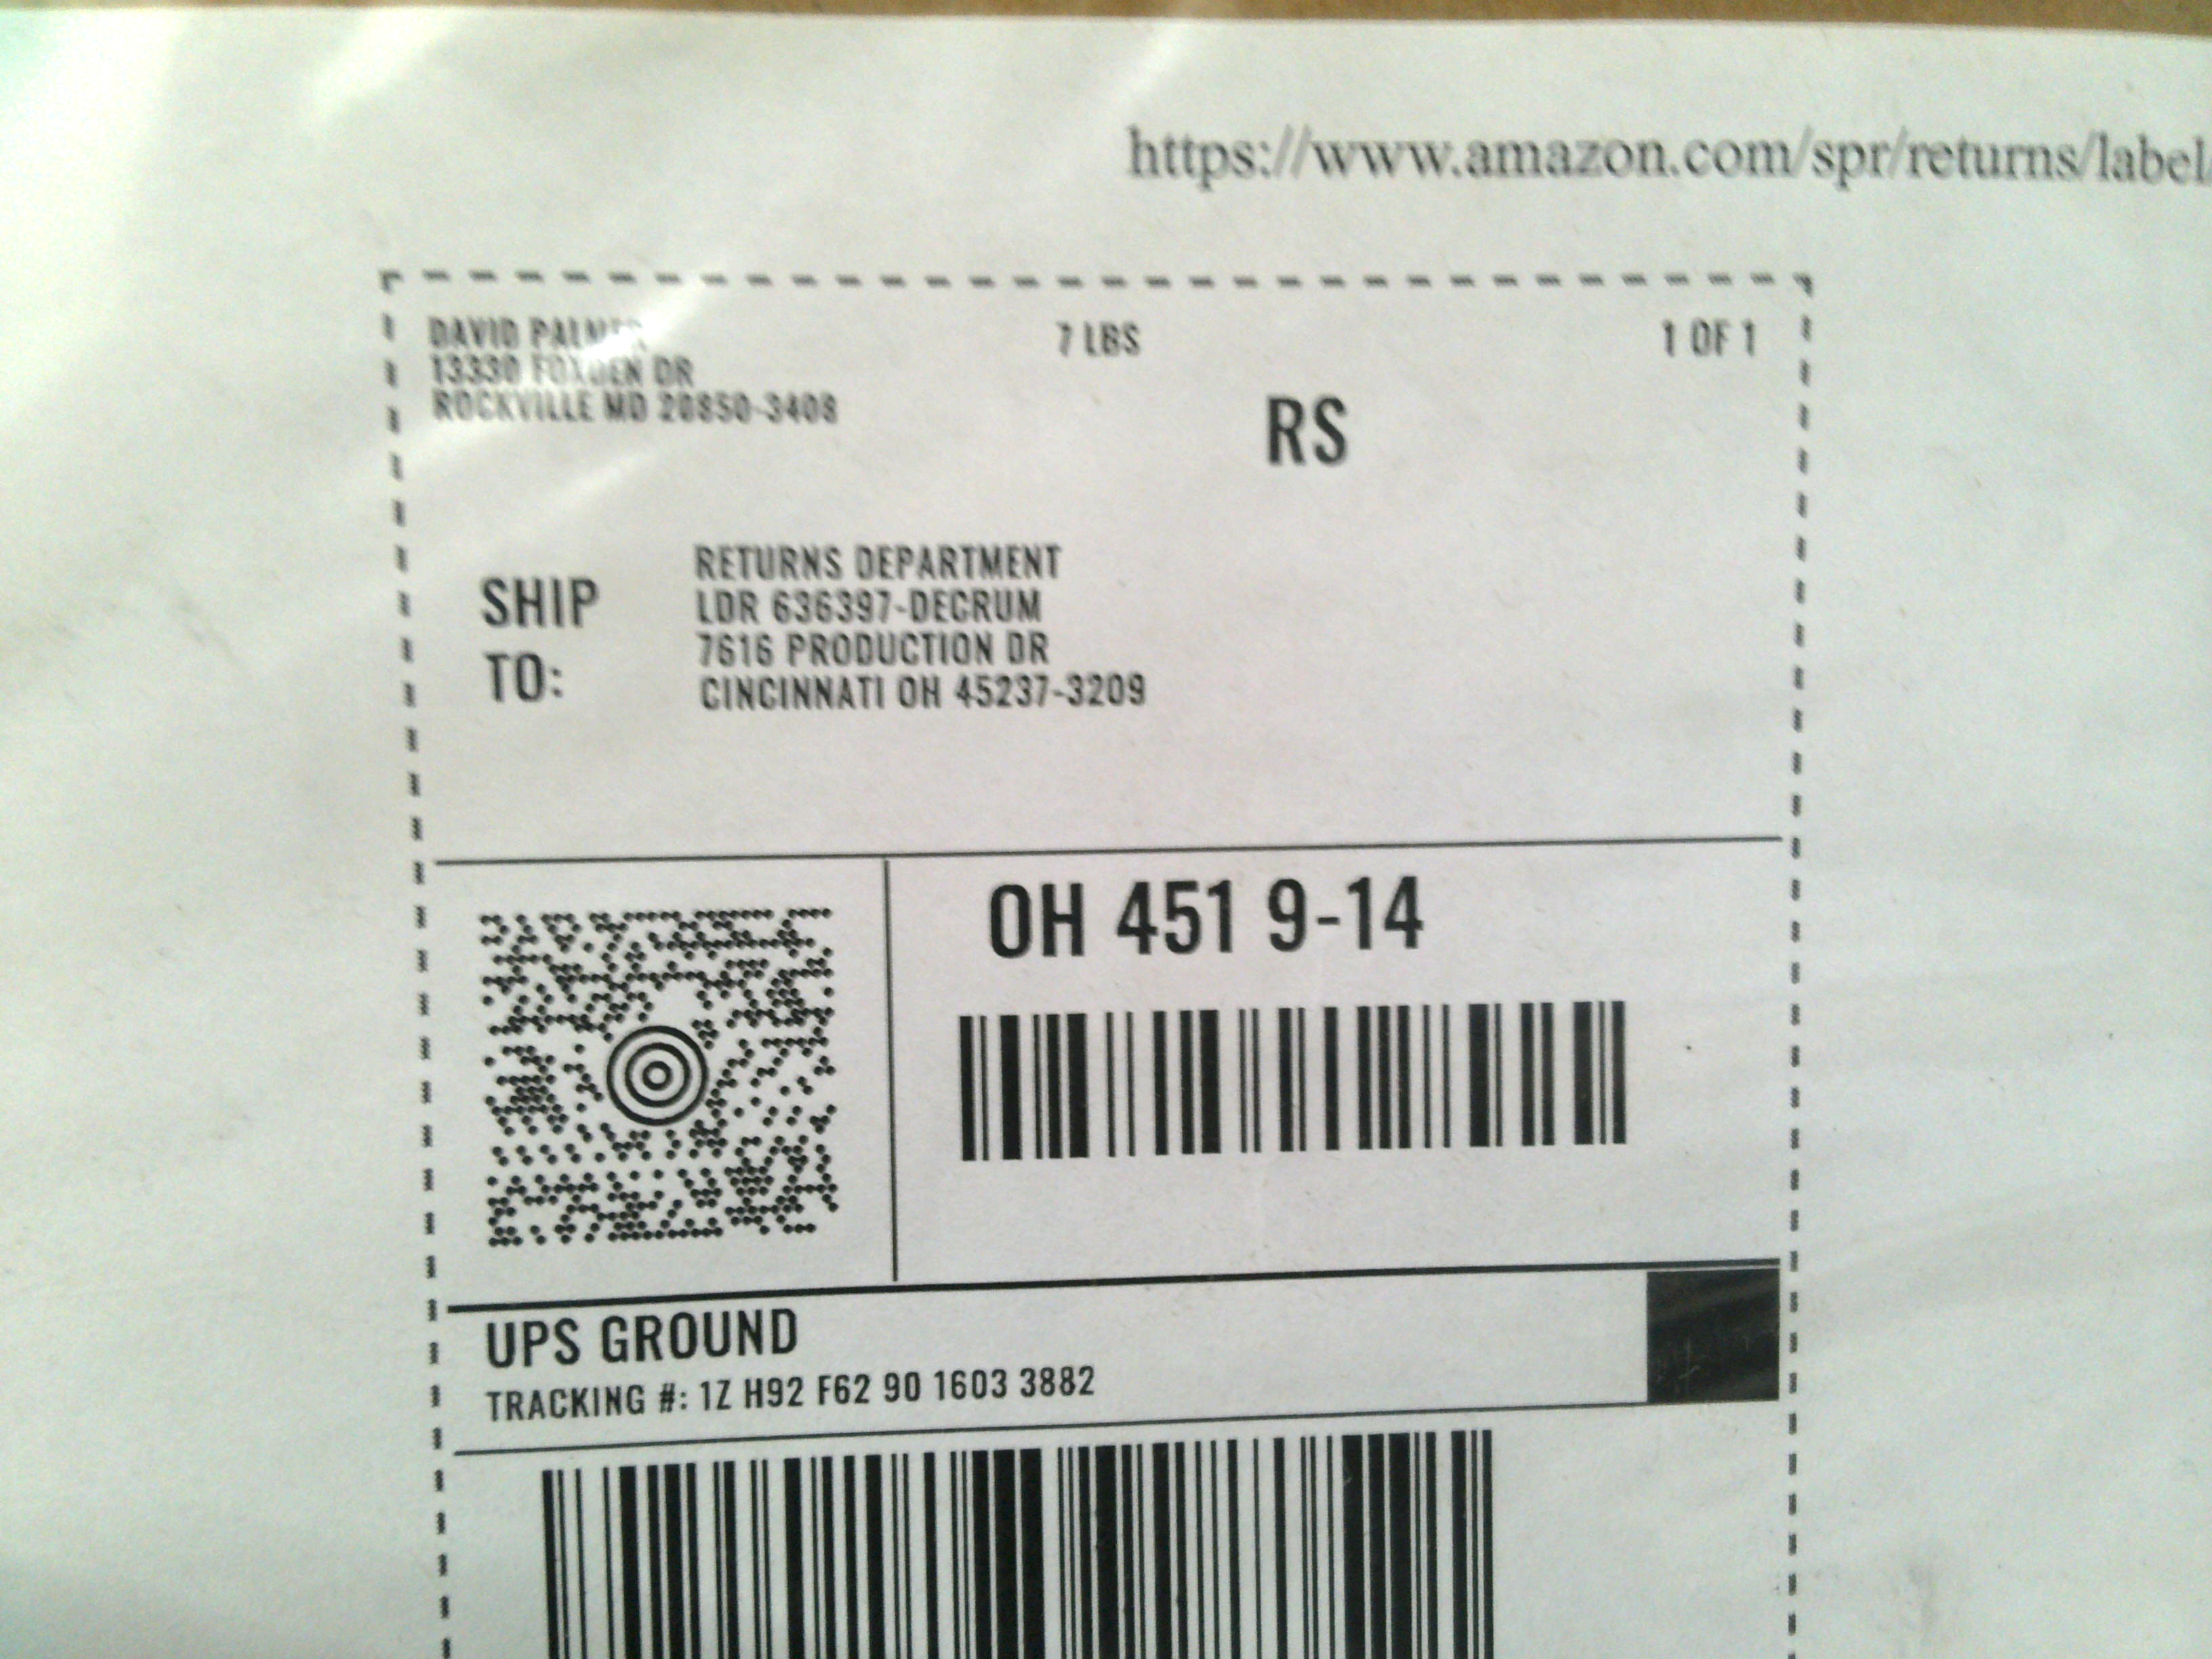 https://www.amazon.com/spr/returns/label/
DAVID 7 LBS 1 OF 1
13330 DR
ROCKVILLE MD 20850-3408
RS
SHIP TO:
RETURNS DEPARTMENT
LDR 636397-DECRUM
7616 PRODUCTION DR
CINCINNATI OH 45237-3209
OH 451 9-14
UPS GROUND
TRACKING #: 1Z H92 F62 90 1603 3882